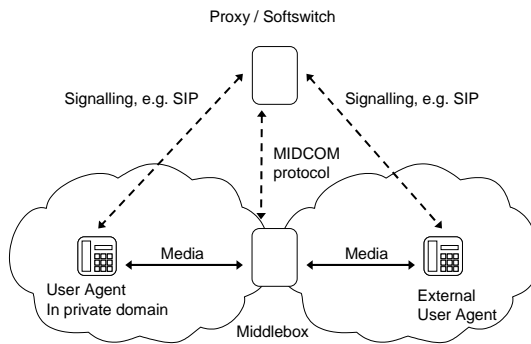 Proxy / Softswitch
Signalling, e.g. SIP
Signalling, e.g. SIP
MIDCOM
protocol
Media
Media
User Agent
In private domain
External
User Agent
Middlebox